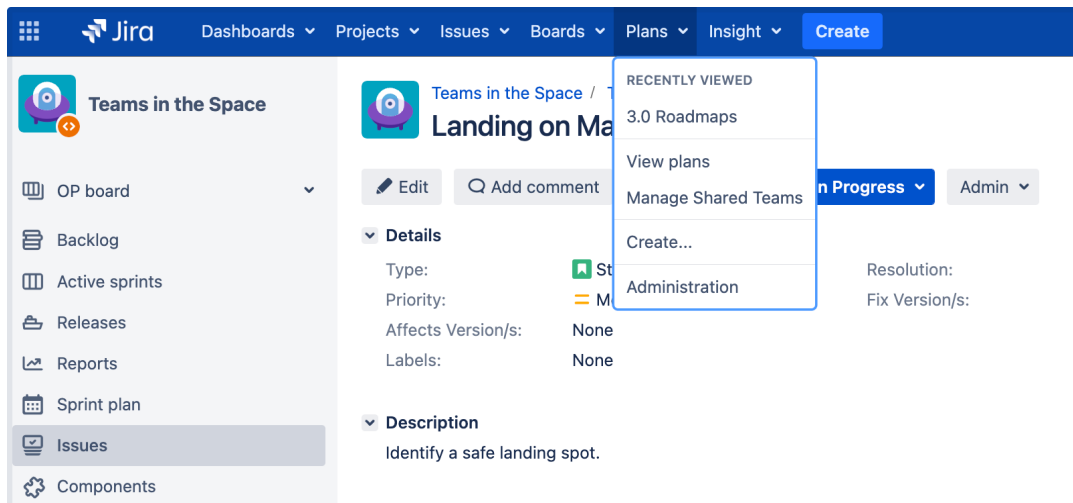 Jira Dashboards Projects Issues Boards Plans Insight Create
Teams in the Space
OP board
Backlog
Active sprints
Releases
Reports
Sprint plan
Issues
Components
Teams in the Space /
Landing on
Edit Add comment Progress Admin
RECENTLY VIEWED
3.0 Roadmaps
View plans
Manage Shared Teams
Create...
Administration
Details
Type: Resolution:
Priority: Fix Version/s:
Affects Version/s: None
Labels: None
Description
Identify a safe landing spot.